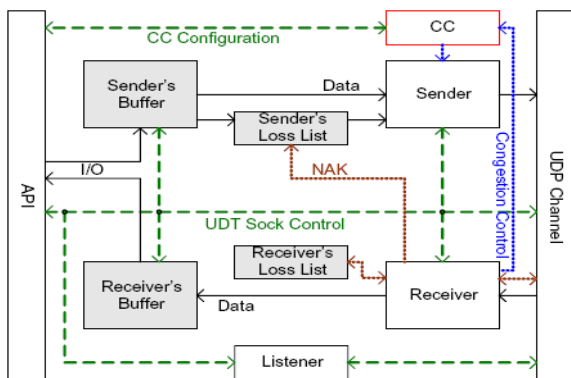 CC Configuration
CC
Sender's
Buffer
Data
Sender
Sender's
Loss List
I/O
NAK
Congestion Control
API
UDP Channel
UDT Sock Control
Receiver's
Loss List
Receiver's
Buffer
Data
Receiver
Listener